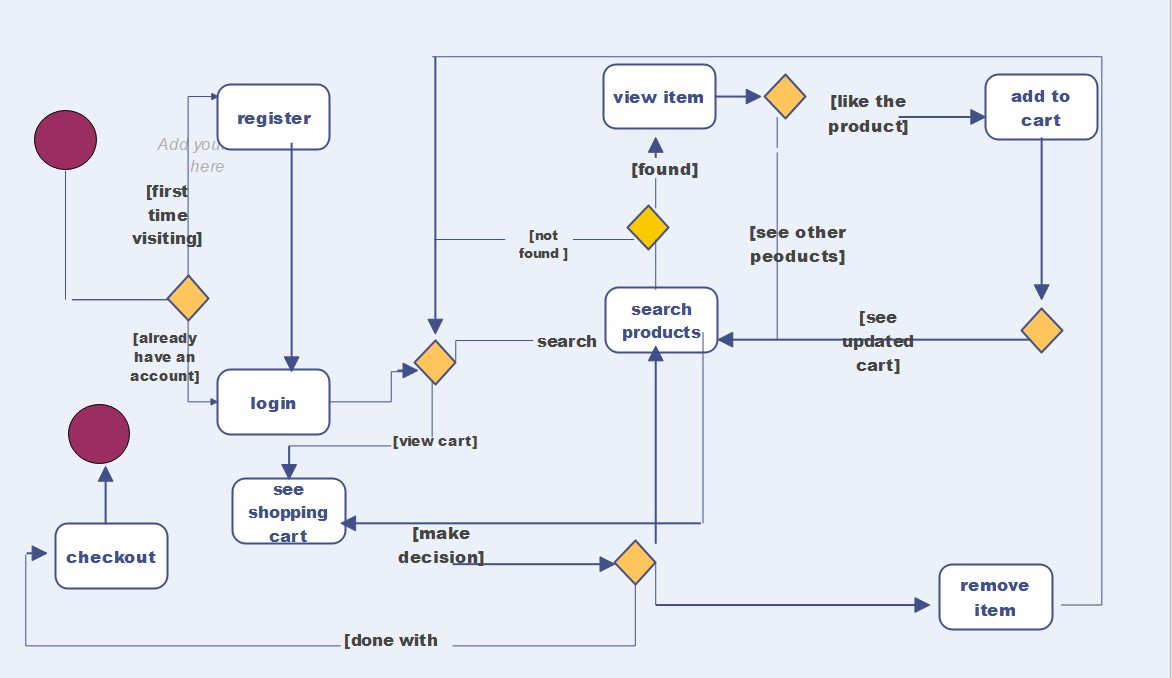 register
Add you
here
[first
time
visiting]
[already
have an
account]
login
checkout
see
shopping
cart
[view cart]
[make
decision]
[done with
search
[not
found ]
[found]
view item
search
products
[like the
product]
[see other
peoducts]
add to
cart
[see
updated
cart]
remove
item